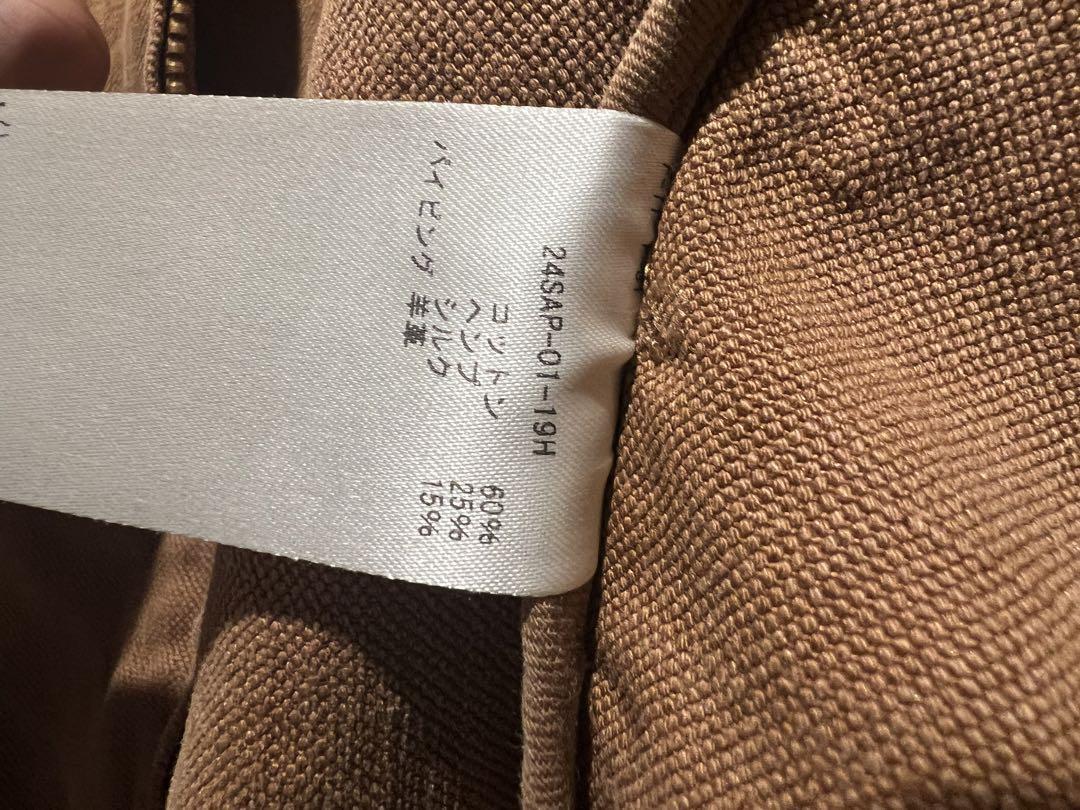 24SAP-01-19H
コットン 60%
ヘンプ 25%
シルク 15%
パイピング 羊革